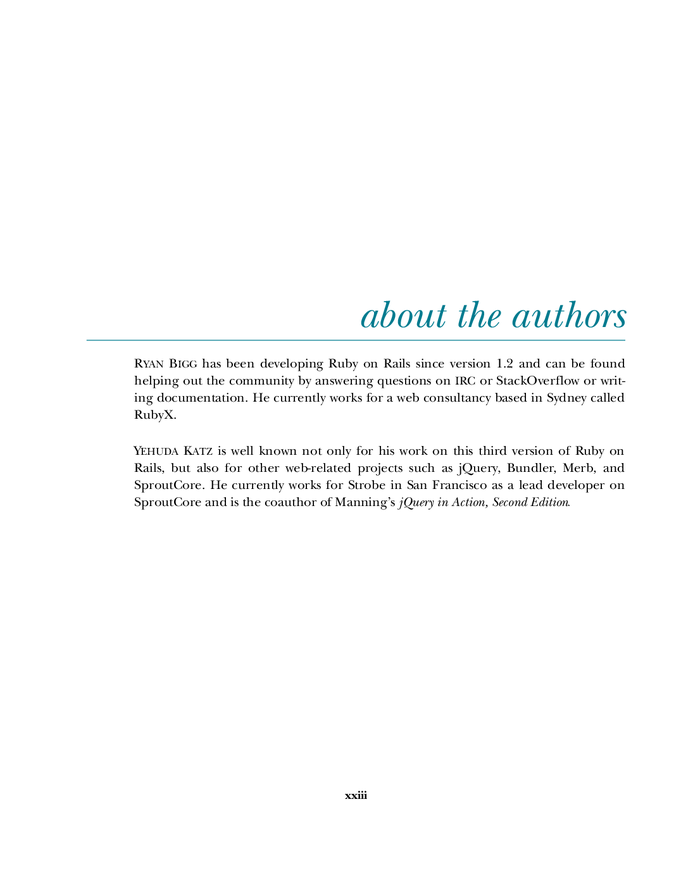 about the authors
RYAN BIGG has been developing Ruby on Rails since version 1.2 and can be found
helping out the community by answering questions on IRC or StackOverflow or writ-
ing documentation. He currently works for a web consultancy based in Sydney called
RubyX.
YEHUDA KATZ is well known not only for his work on this third version of Ruby on
Rails, but also for other web-related projects such as jQuery, Bundler, Merb, and
SproutCore. He currently works for Strobe in San Francisco as a lead developer on
SproutCore and is the coauthor of Manning's jQuery in Action, Second Edition.
xxiii